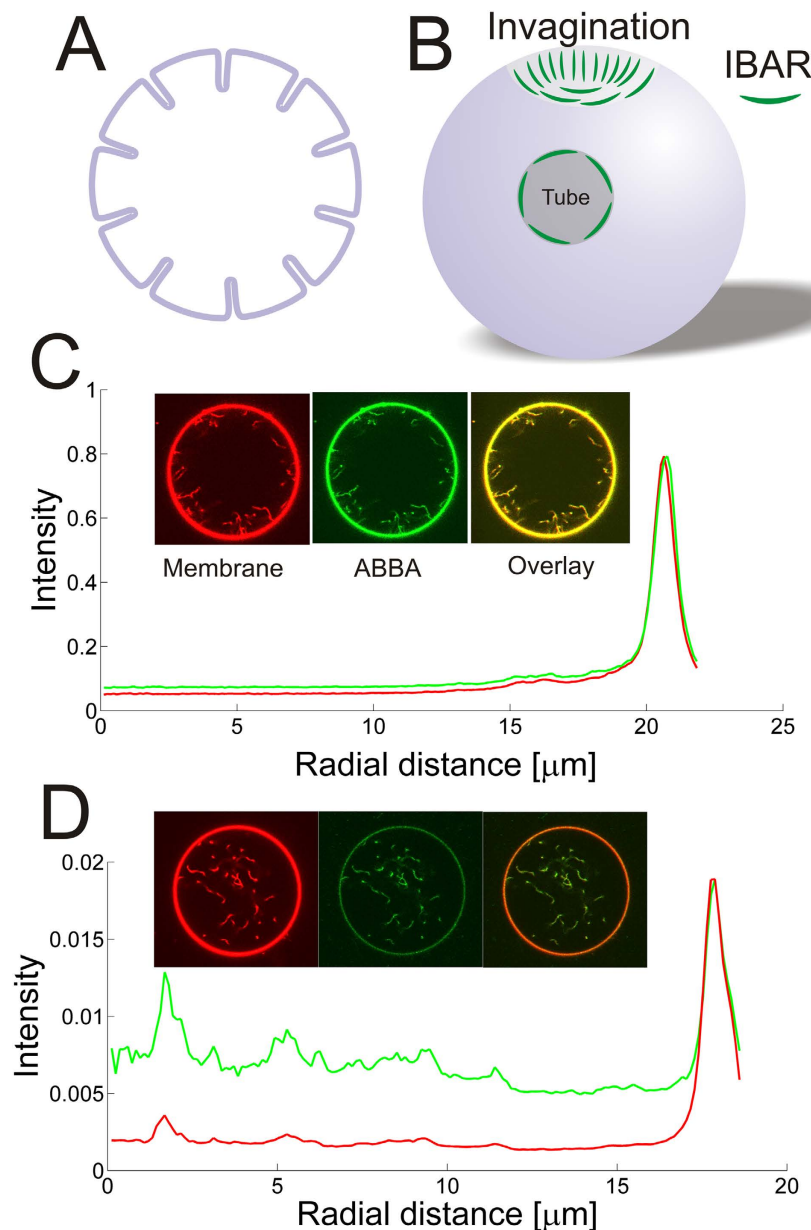 A
B
Invagination
IBAR
Tube
C
1
0.8
0.6
0.4
0.2
0
Intensity
Membrane
ABBA
Overlay
0 5 10 15 20 25
Radial distance [μm]
D
0.02
0.015
0.01
0.005
0
Intensity
0 5 10 15 20
Radial distance [μm]